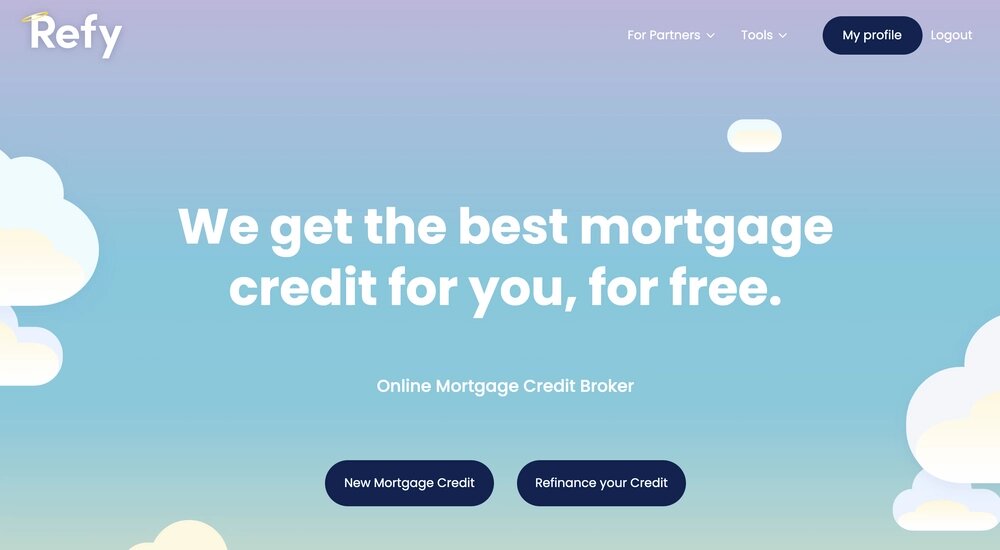 Refy
For Partners
Tools
My profile
Logout
We get the best mortgage
credit for you, for free.
Online Mortgage Credit Broker
New Mortgage Credit
Refinance your Credit